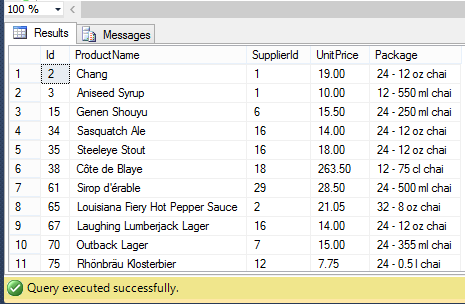 100 %
Results Messages
Id ProductName SupplierId UnitPrice Package
1 2 Chang 1 19.00 24 - 12 oz chai
2 3 Aniseed Syrup 1 10.00 12 - 550 ml chai
3 15 Genen Shouyu 6 15.50 24 - 250 ml chai
4 34 Sasquatch Ale 16 14.00 24 - 12 oz chai
5 35 Steeleye Stout 16 18.00 24 - 12 oz chai
6 38 Côte de Blaye 18 263.50 12 - 75 cl chai
7 61 Sirop d'érable 29 28.50 24 - 500 ml chai
8 65 Louisiana Fiery Hot Pepper Sauce 2 21.05 32 - 8 oz chai
9 67 Laughing Lumberjack Lager 16 14.00 24 - 12 oz chai
10 70 Outback Lager 7 15.00 24 - 355 ml chai
11 75 Rhönbräu Klosterbier 12 7.75 24 - 0.5 l chai
Query executed successfully.